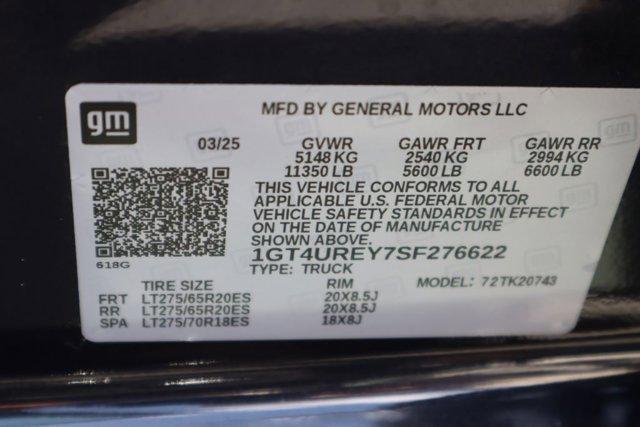 gm
MFD BY GENERAL MOTORS LLC
03/25 GVWR GAWR FRT GAWR RR
5148 KG 2540 KG 2994 KG
11350 LB 5600 LB 6600 LB
THIS VEHICLE CONFORMS TO ALL
APPLICABLE U.S. FEDERAL MOTOR
VEHICLE SAFETY STANDARDS IN EFFECT
ON THE DATE OF MANUFACTURE
SHOWN ABOVE.
618G
1GT4UREY7SF276622
TYPE: TRUCK MODEL: 72TK20743
TIRE SIZE RIM
FRT LT275/65R20ES 20X8.5J
RR LT275/65R20ES 20X8.5J
SPA LT275/70R18ES 18X8J